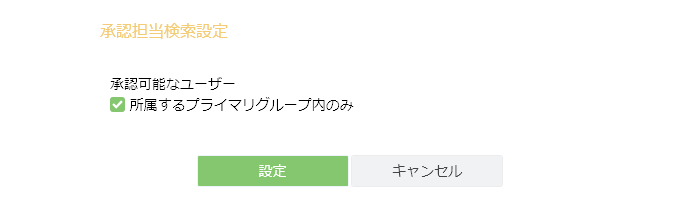 承認担当検索設定
承認可能なユーザー
所属するプライマリグループ内のみ
設定
キャンセル